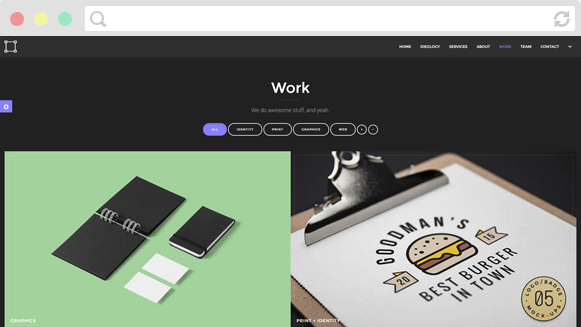 HOME IDEOLOGY SERVICES ABOUT WORK TEAM CONTACT
Work
We do awesome stuff, and yeah.
ALL IDENTITY PRINT GRAPHICS WEB + −
GOODMAN'S
20 15
BEST BURGER
IN TOWN
LOGO/BADGE
05
MOCK-UPS
GRAPHICS
PRINT + IDENTITY